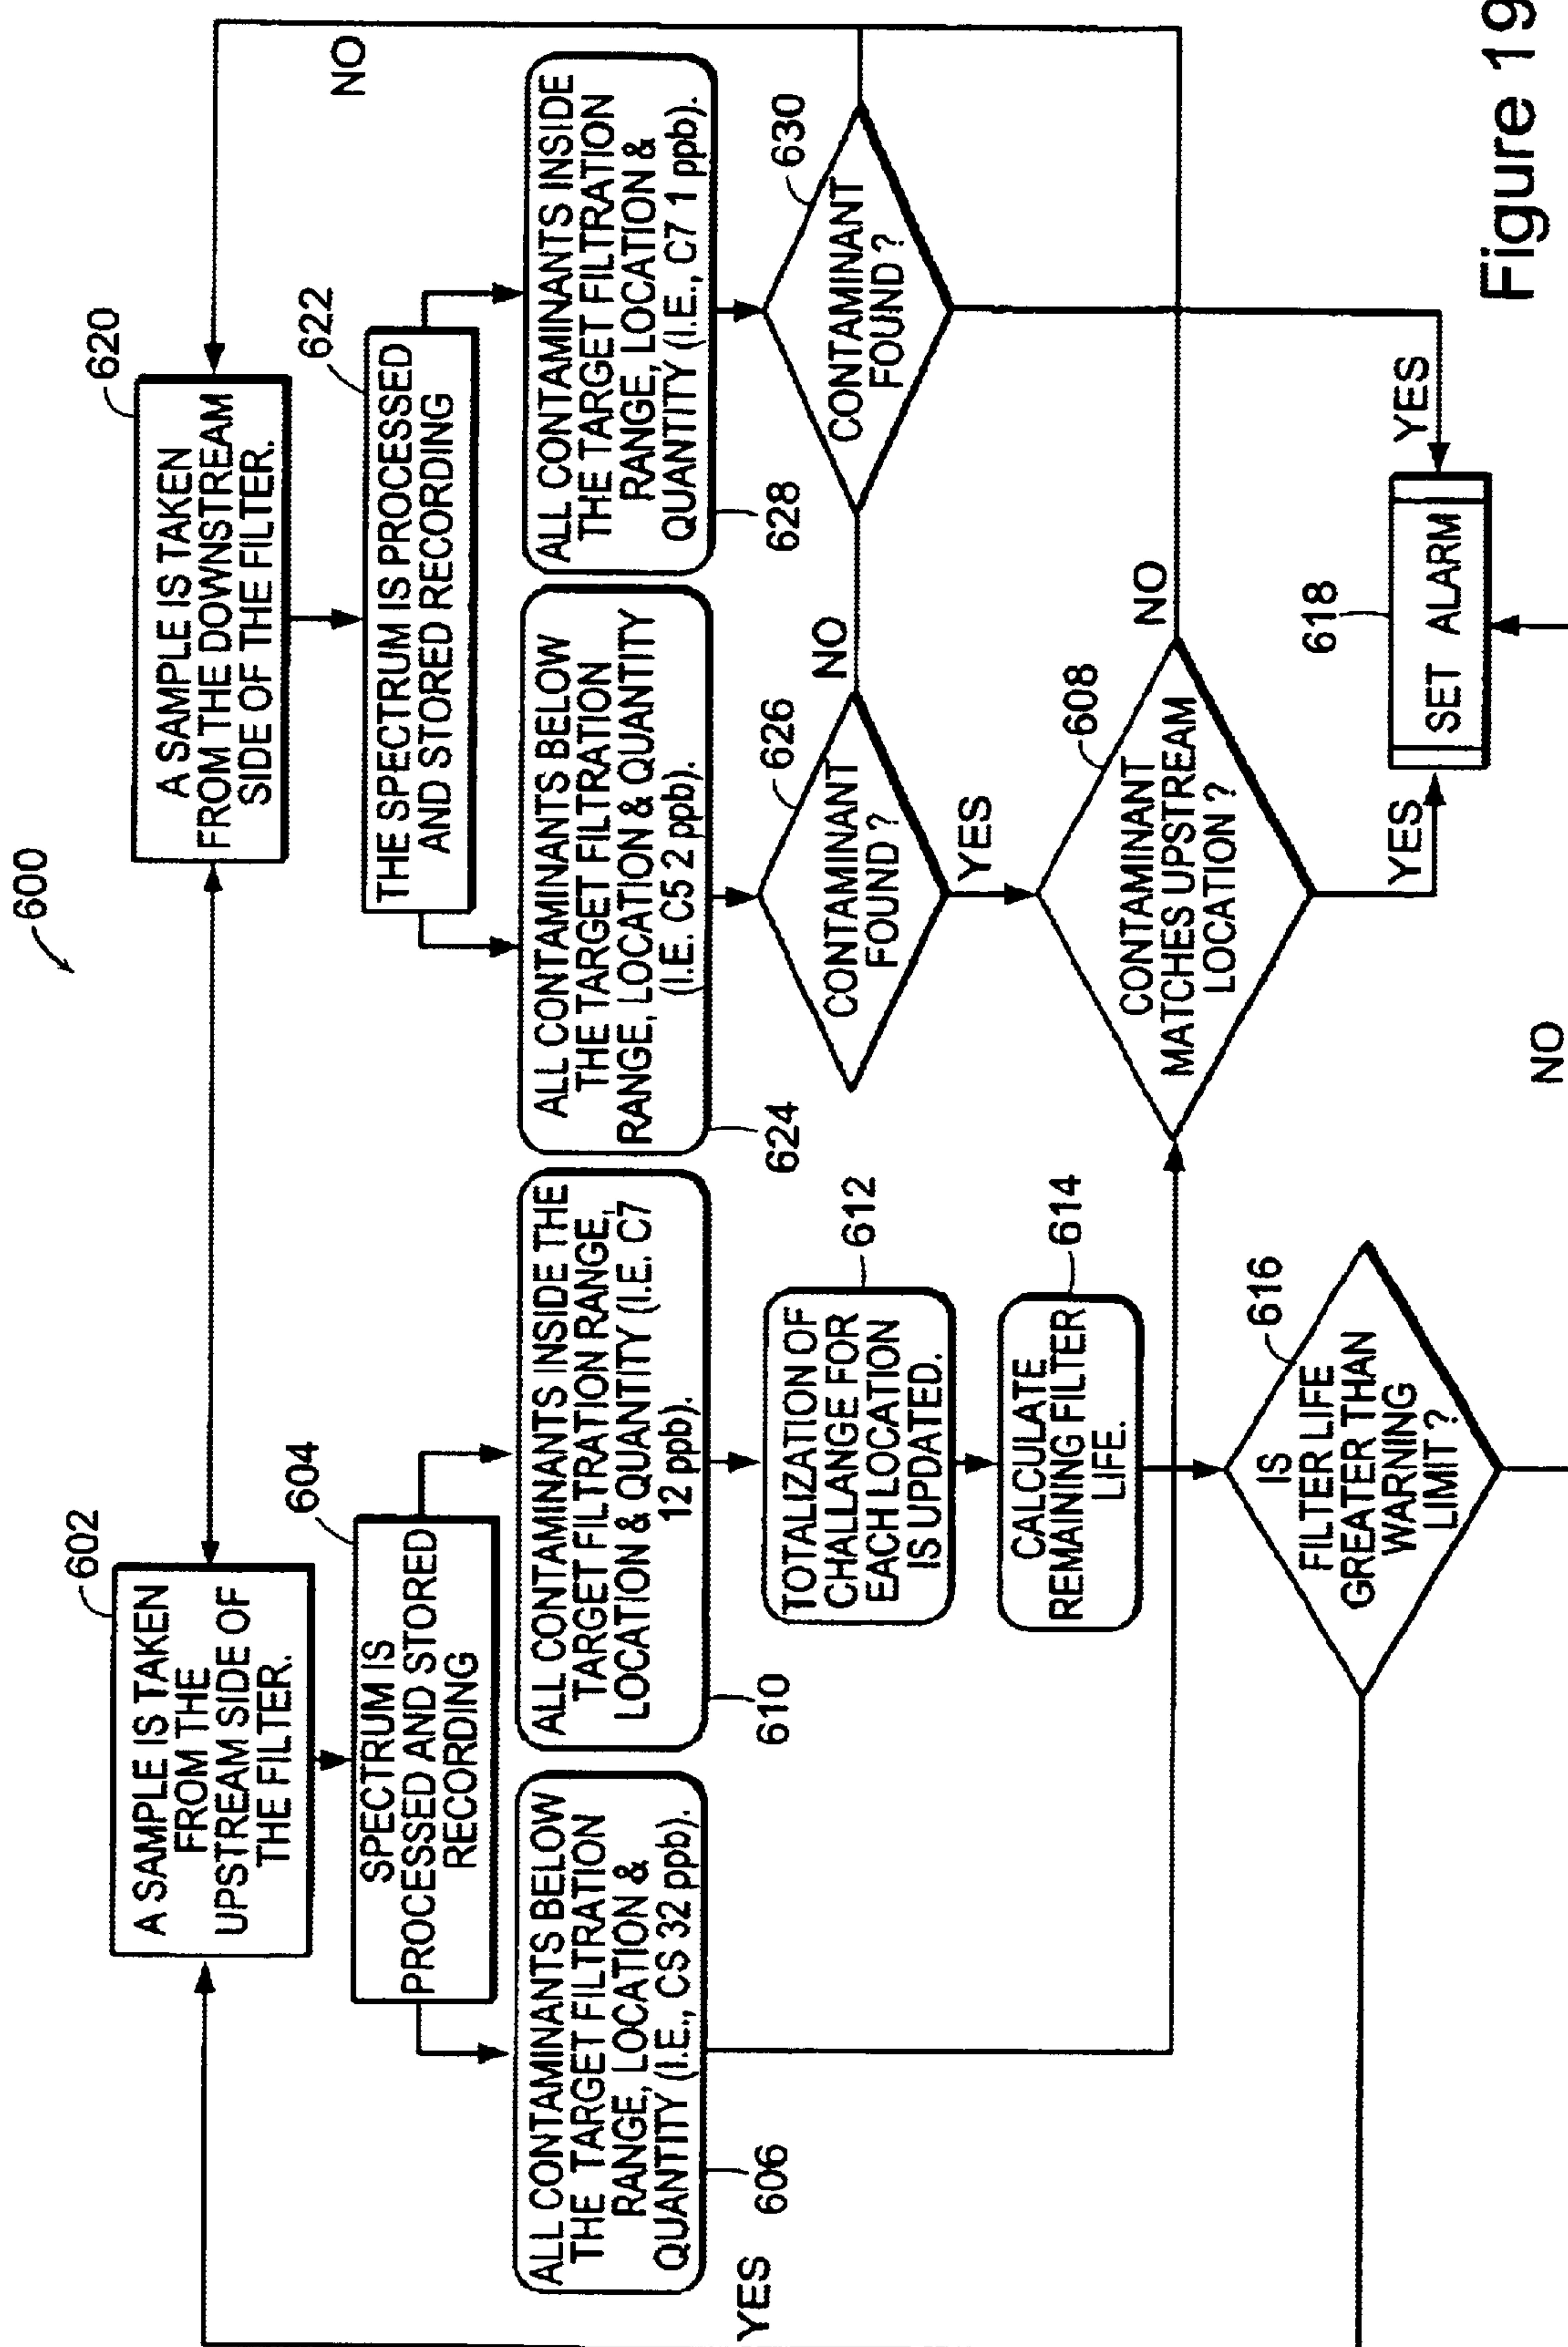 600
602
A SAMPLE IS TAKEN
FROM THE
UPSTREAM SIDE OF
THE FILTER.
620
A SAMPLE IS TAKEN
FROM THE DOWNSTREAM
SIDE OF THE FILTER.
NO
604
SPECTRUM IS
PROCESSED AND STORED
RECORDING
622
THE SPECTRUM IS PROCESSED
AND STORED RECORDING
ALL CONTAMINANTS BELOW
THE TARGET FILTRATION
RANGE, LOCATION &
QUANTITY (I.E., CS 32 ppb).
606
ALL CONTAMINANTS INSIDE THE
TARGET FILTRATION RANGE,
LOCATION & QUANTITY (I.E. C7
12 ppb).
610
ALL CONTAMINANTS BELOW
THE TARGET FILTRATION
RANGE, LOCATION & QUANTITY
(I.E. C5 2 ppb).
624
ALL CONTAMINANTS INSIDE
THE TARGET FILTRATION
RANGE, LOCATION &
QUANTITY (I.E., C7 1 ppb).
628
YES
612
TOTALIZATION OF
CHALLANGE FOR
EACH LOCATION
IS UPDATED.
626
CONTAMINANT
FOUND ?
NO
630
CONTAMINANT
FOUND ?
YES
614
CALCULATE
REMAINING FILTER
LIFE.
608
CONTAMINANT
MATCHES UPSTREAM
LOCATION ?
NO
616
IS
FILTER LIFE
GREATER THAN
WARNING
LIMIT ?
YES
618
SET ALARM
YES
NO
Figure 19